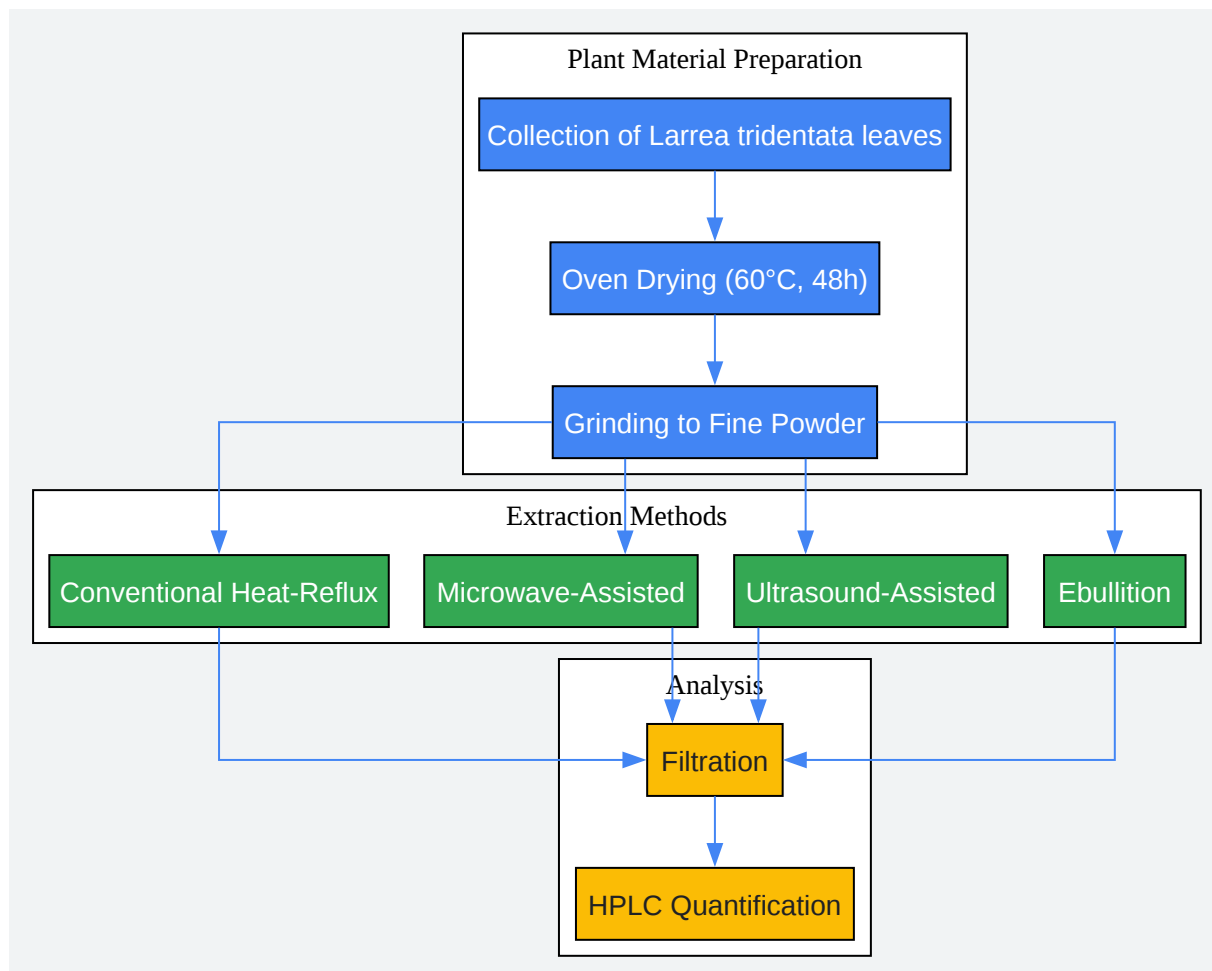 Plant Material Preparation
Collection of Larrea tridentata leaves
Oven Drying (60°C, 48h)
Grinding to Fine Powder
Extraction Methods
Conventional Heat-Reflux
Microwave-Assisted
Ultrasound-Assisted
Ebullition
Analysis
Filtration
HPLC Quantification